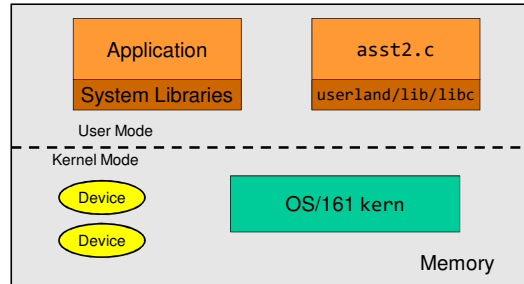 Application
asst2.c
System Libraries
userland/lib/libc
User Mode
Kernel Mode
Device
OS/161 kern
Device
Memory